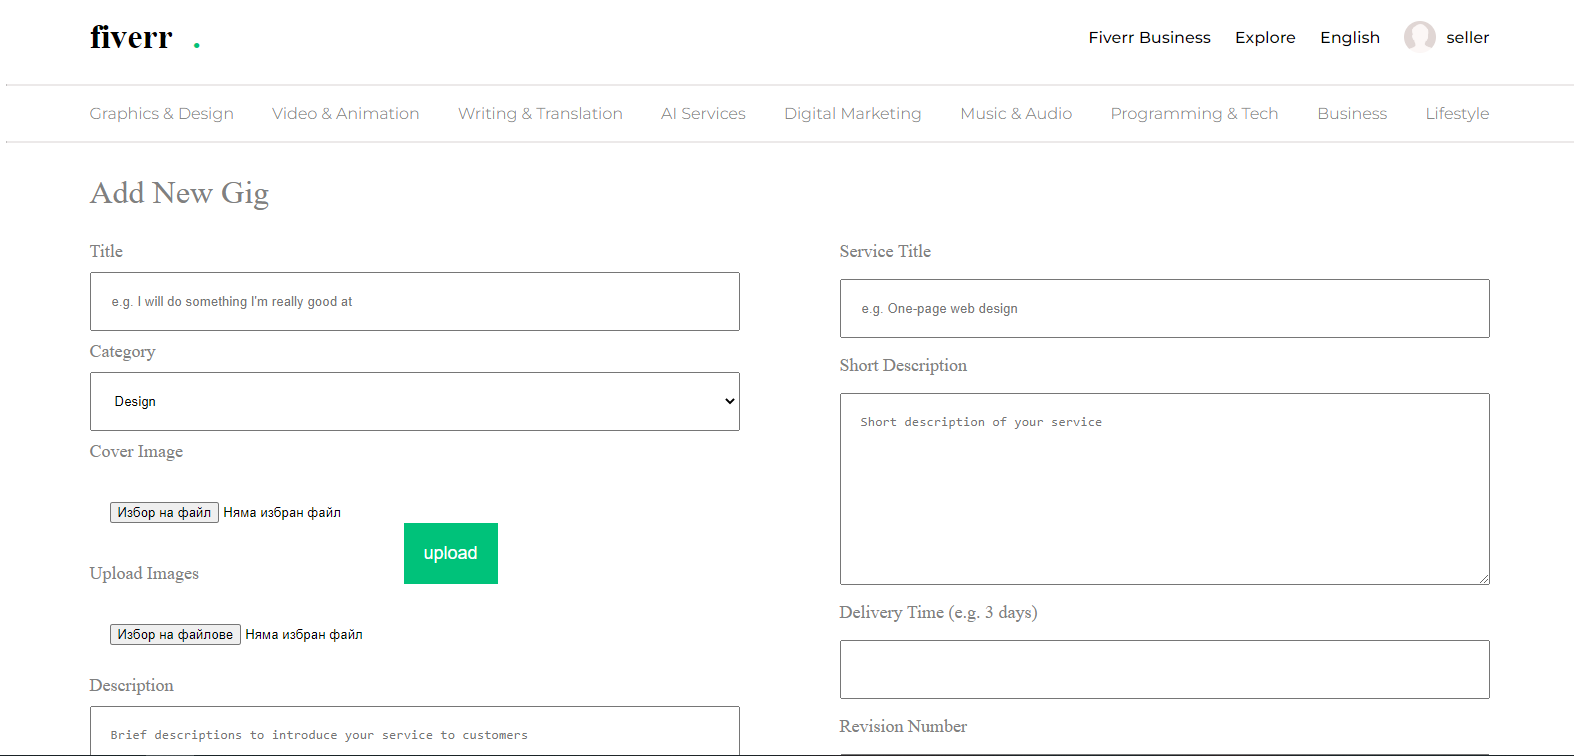 fiverr .
Fiverr Business Explore English seller
Graphics & Design Video & Animation Writing & Translation AI Services Digital Marketing Music & Audio Programming & Tech Business Lifestyle
Add New Gig
Title
e.g. I will do something I'm really good at
Category
Design
Cover Image
Избор на файл Няма избран файл
upload
Upload Images
Избор на файлове Няма избран файл
Description
Brief descriptions to introduce your service to customers
Service Title
e.g. One-page web design
Short Description
Short description of your service
Delivery Time (e.g. 3 days)
Revision Number